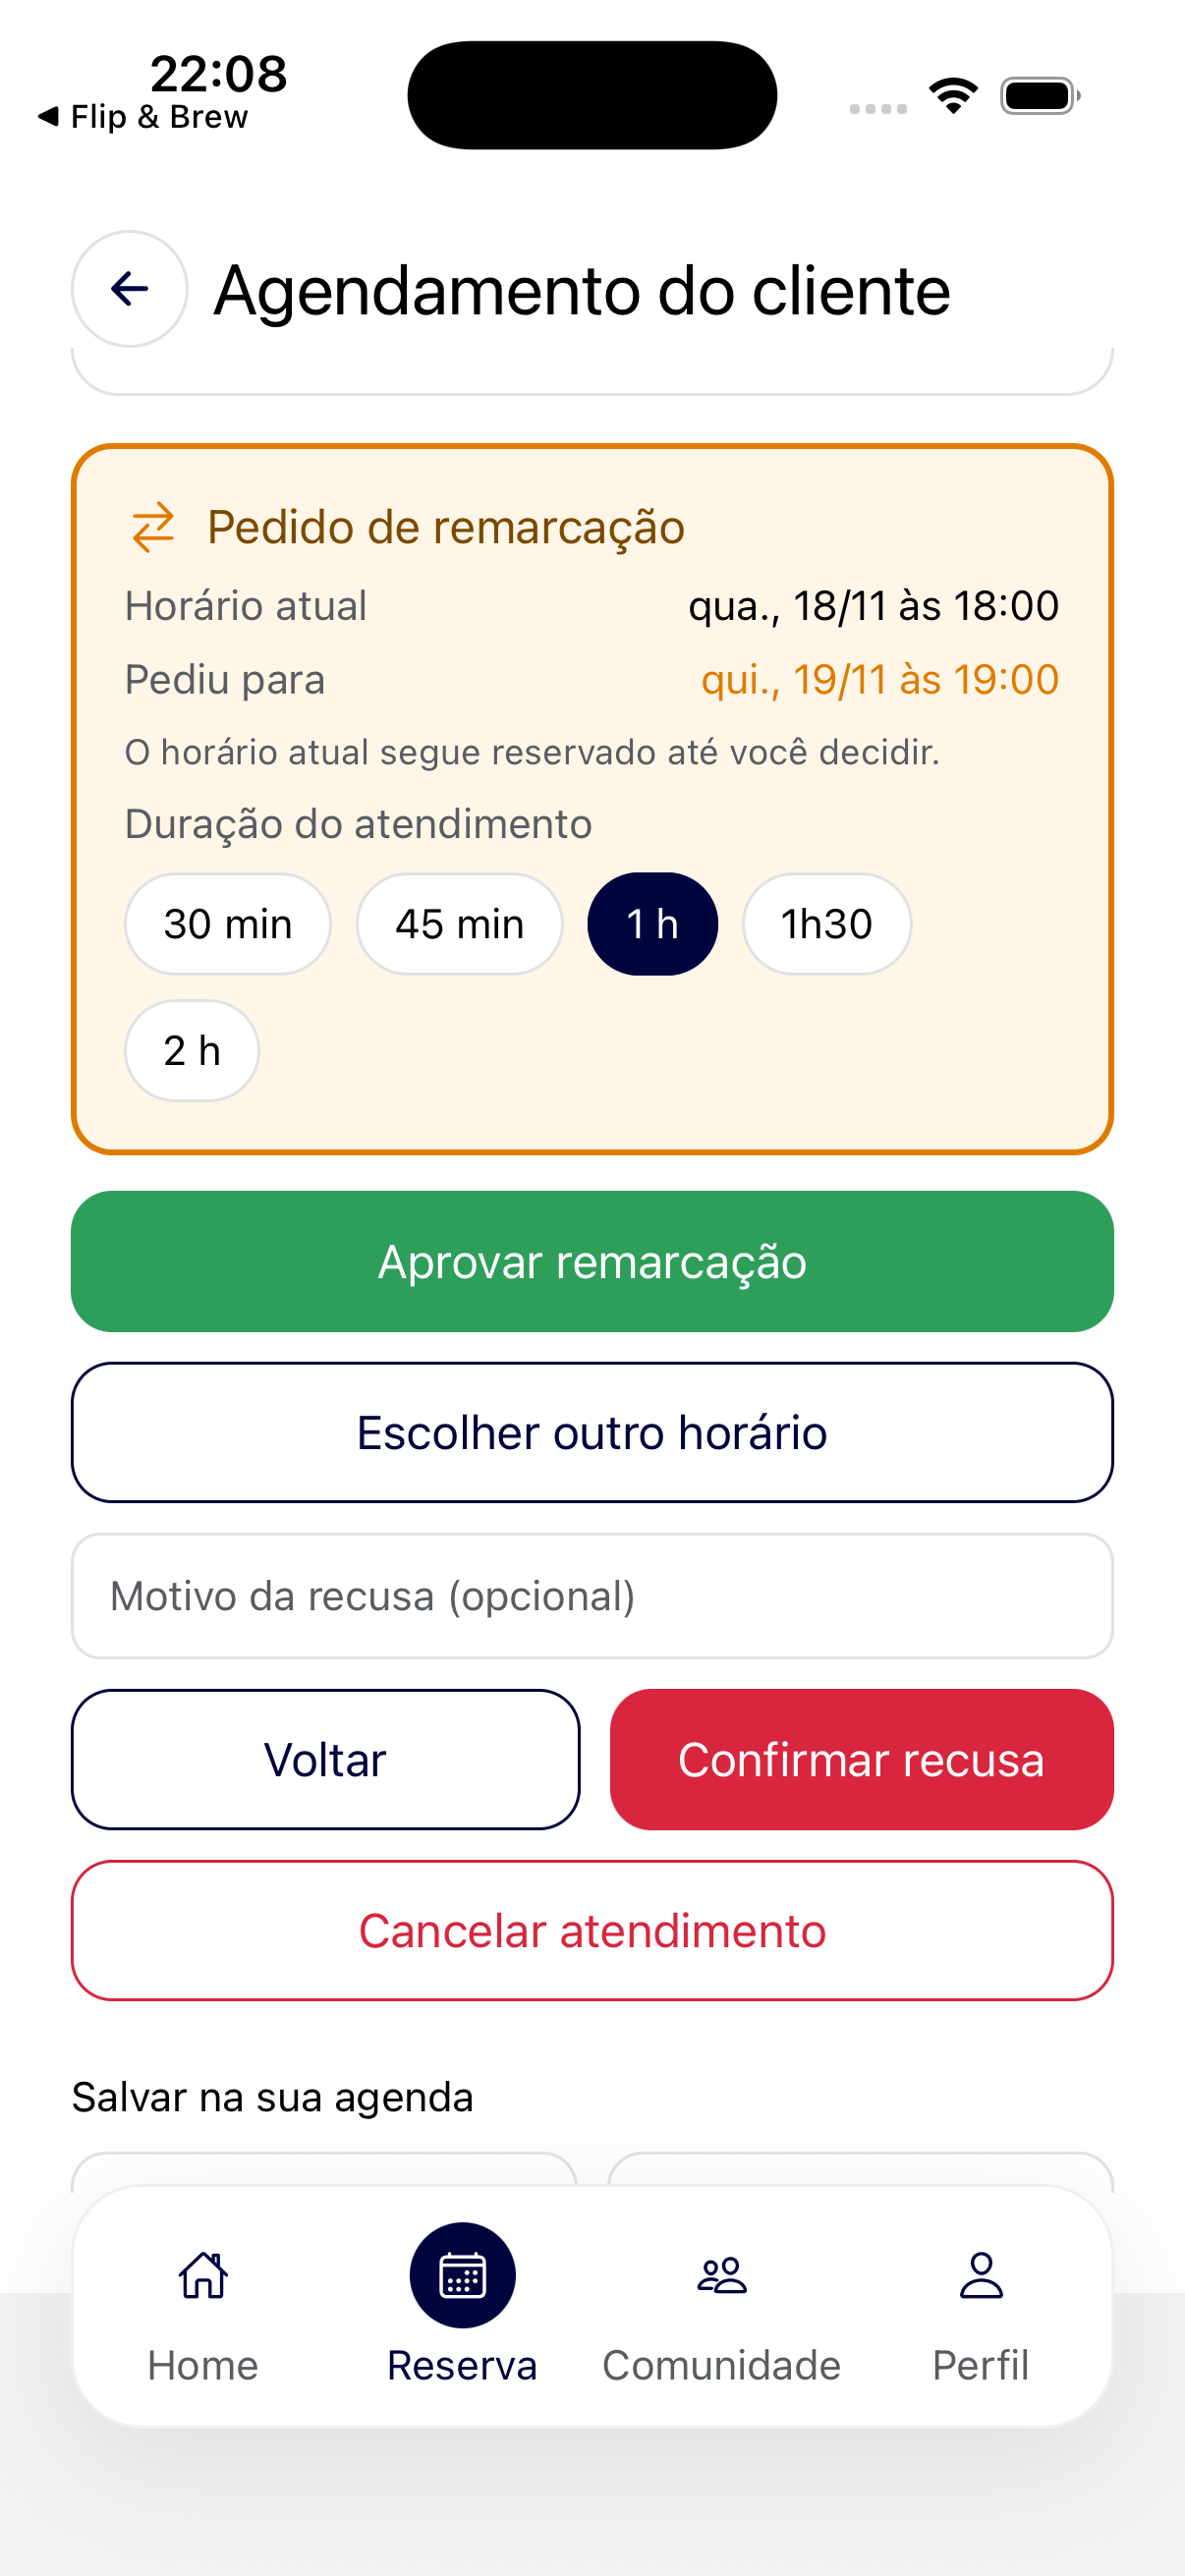 22:08
Flip & Brew
Agendamento do cliente
Pedido de remarcação
Horário atual qua., 18/11 às 18:00
Pediu para qui., 19/11 às 19:00
O horário atual segue reservado até você decidir.
Duração do atendimento
30 min 45 min 1 h 1h30
2 h
Aprovar remarcação
Escolher outro horário
Motivo da recusa (opcional)
Voltar Confirmar recusa
Cancelar atendimento
Salvar na sua agenda
Home Reserva Comunidade Perfil